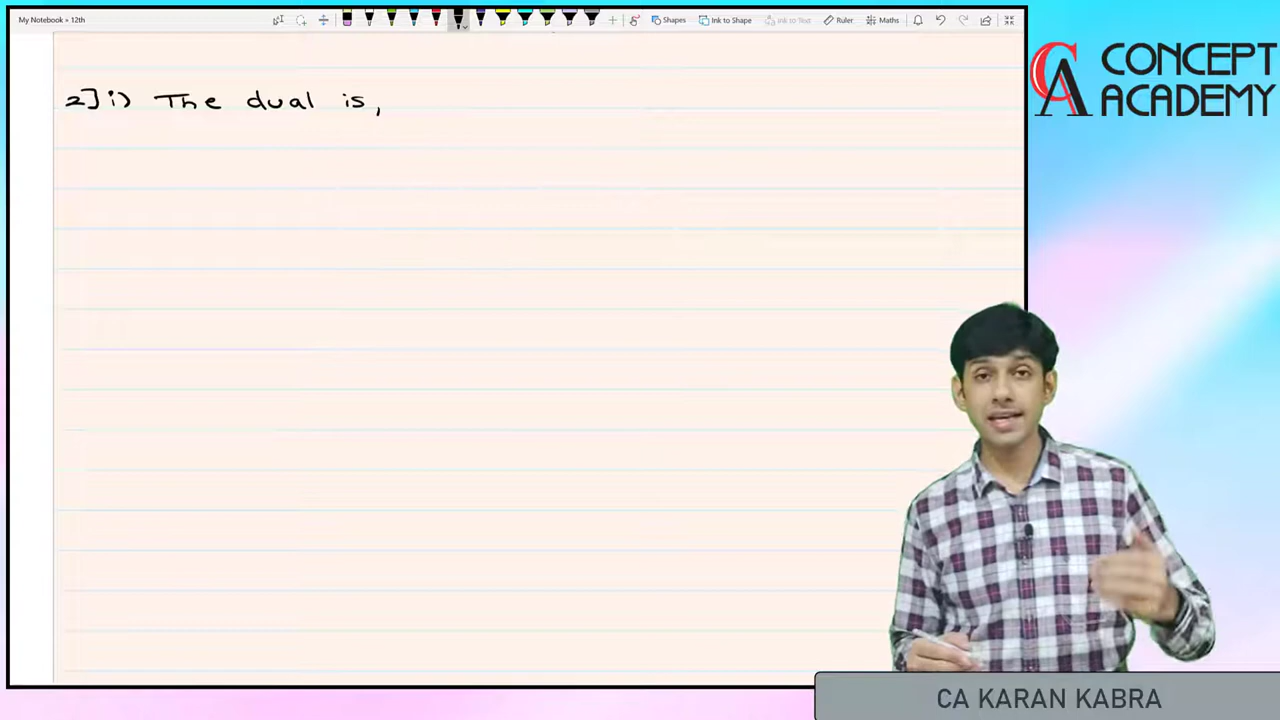 My Notebook » 12th
Shapes
Ink to Shape
Ink to Text
Ruler
Maths
CONCEPT
ACADEMY
2] i) The dual is,
CA KARAN KABRA